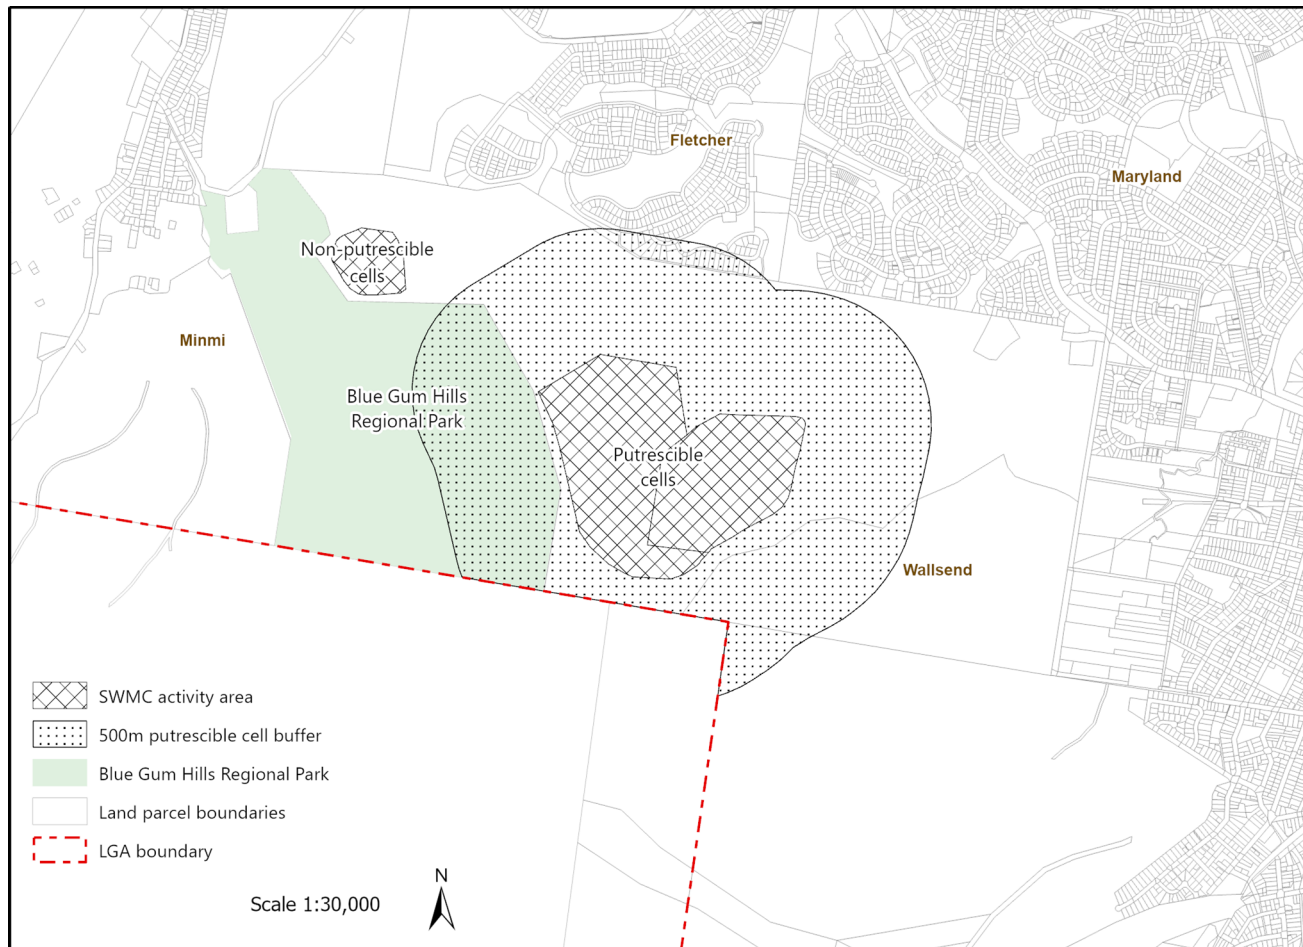 Fletcher
Maryland
Non-putrescible
cells
Minmi
Blue Gum Hills
Regional Park
Putrescible
cells
Wallsend
SWMC activity area
500m putrescible cell buffer
Blue Gum Hills Regional Park
Land parcel boundaries
LGA boundary
N
Scale 1:30,000